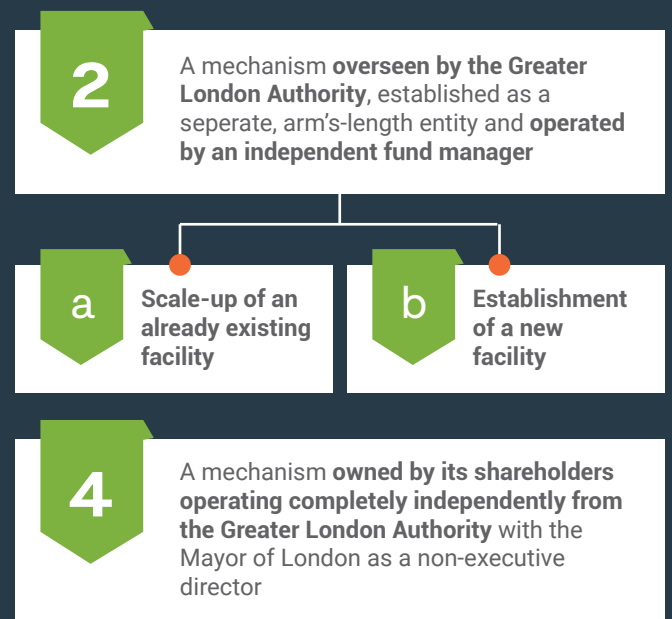 2
A mechanism overseen by the Greater
London Authority, established as a
seperate, arm's-length entity and operated
by an independent fund manager
a
Scale-up of an
already existing
facility
b
Establishment
of a new
facility
4
A mechanism owned by its shareholders
operating completely independently from
the Greater London Authority with the
Mayor of London as a non-executive
director